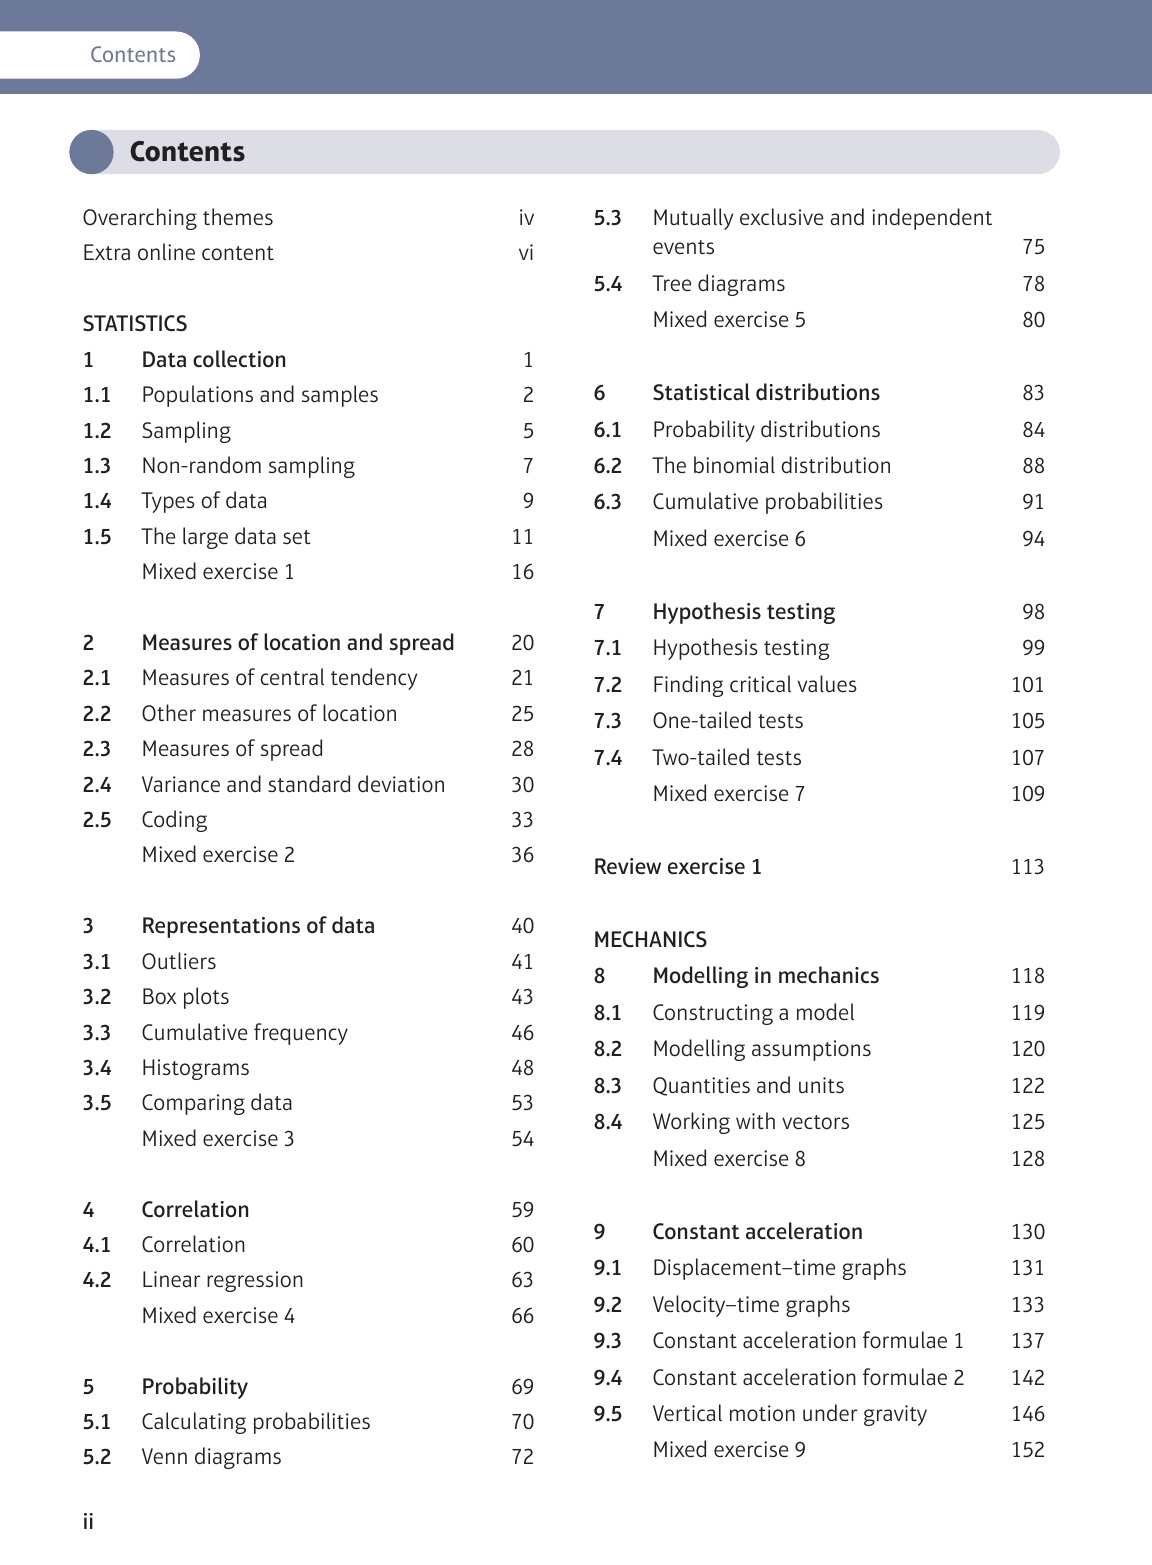 Contents
Contents
Overarching themes iv
Extra online content vi
STATISTICS
1 Data collection 1
1.1 Populations and samples 2
1.2 Sampling 5
1.3 Non-random sampling 7
1.4 Types of data 9
1.5 The large data set 11
Mixed exercise 1 16
2 Measures of location and spread 20
2.1 Measures of central tendency 21
2.2 Other measures of location 25
2.3 Measures of spread 28
2.4 Variance and standard deviation 30
2.5 Coding 33
Mixed exercise 2 36
3 Representations of data 40
3.1 Outliers 41
3.2 Box plots 43
3.3 Cumulative frequency 46
3.4 Histograms 48
3.5 Comparing data 53
Mixed exercise 3 54
4 Correlation 59
4.1 Correlation 60
4.2 Linear regression 63
Mixed exercise 4 66
5 Probability 69
5.1 Calculating probabilities 70
5.2 Venn diagrams 72
5.3 Mutually exclusive and independent
events 75
5.4 Tree diagrams 78
Mixed exercise 5 80
6 Statistical distributions 83
6.1 Probability distributions 84
6.2 The binomial distribution 88
6.3 Cumulative probabilities 91
Mixed exercise 6 94
7 Hypothesis testing 98
7.1 Hypothesis testing 99
7.2 Finding critical values 101
7.3 One-tailed tests 105
7.4 Two-tailed tests 107
Mixed exercise 7 109
Review exercise 1 113
MECHANICS
8 Modelling in mechanics 118
8.1 Constructing a model 119
8.2 Modelling assumptions 120
8.3 Quantities and units 122
8.4 Working with vectors 125
Mixed exercise 8 128
9 Constant acceleration 130
9.1 Displacement–time graphs 131
9.2 Velocity–time graphs 133
9.3 Constant acceleration formulae 1 137
9.4 Constant acceleration formulae 2 142
9.5 Vertical motion under gravity 146
Mixed exercise 9 152
ii